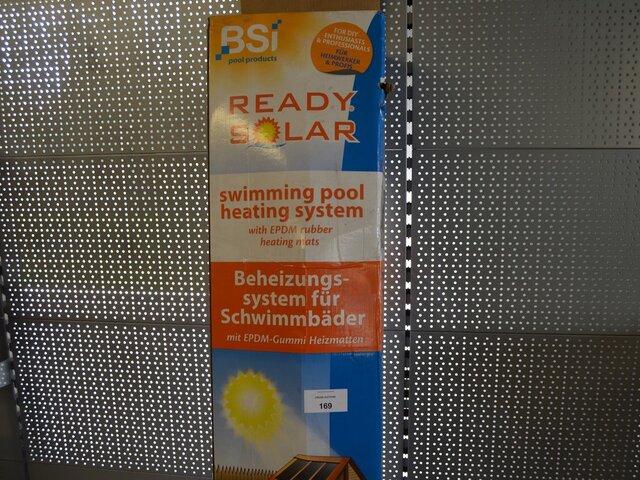 BSi
pool products
FOR DIY
ENTHUSIASTS
& PROFESSIONALS
FÜR
HEIMWERKER
& PROFIS
READY
SOLAR
swimming pool
heating system
with EPDM rubber
heating mats
Beheizungs-
system für
Schwimmbäder
mit EPDM-Gummi Heizmatten
169